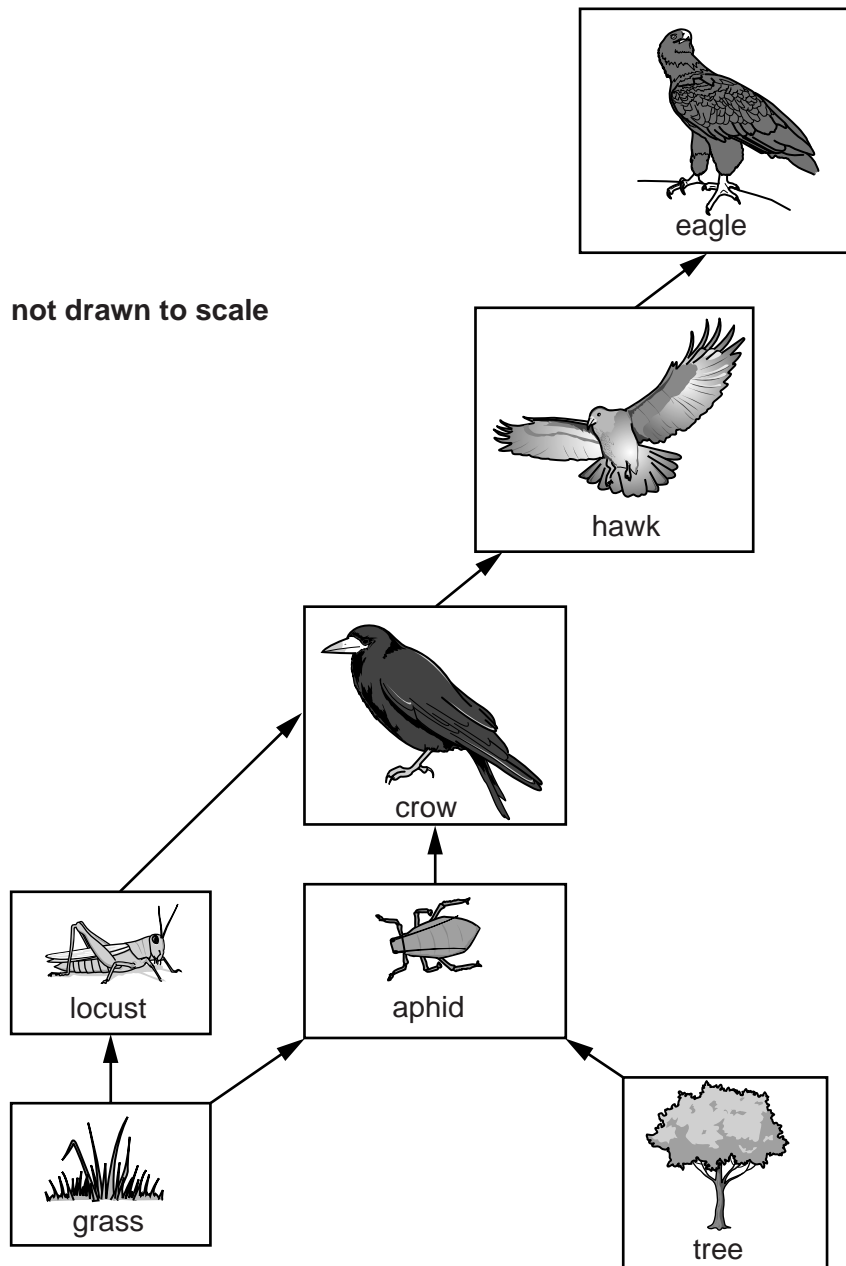 eagle
not drawn to scale
hawk
crow
locust
aphid
grass
tree